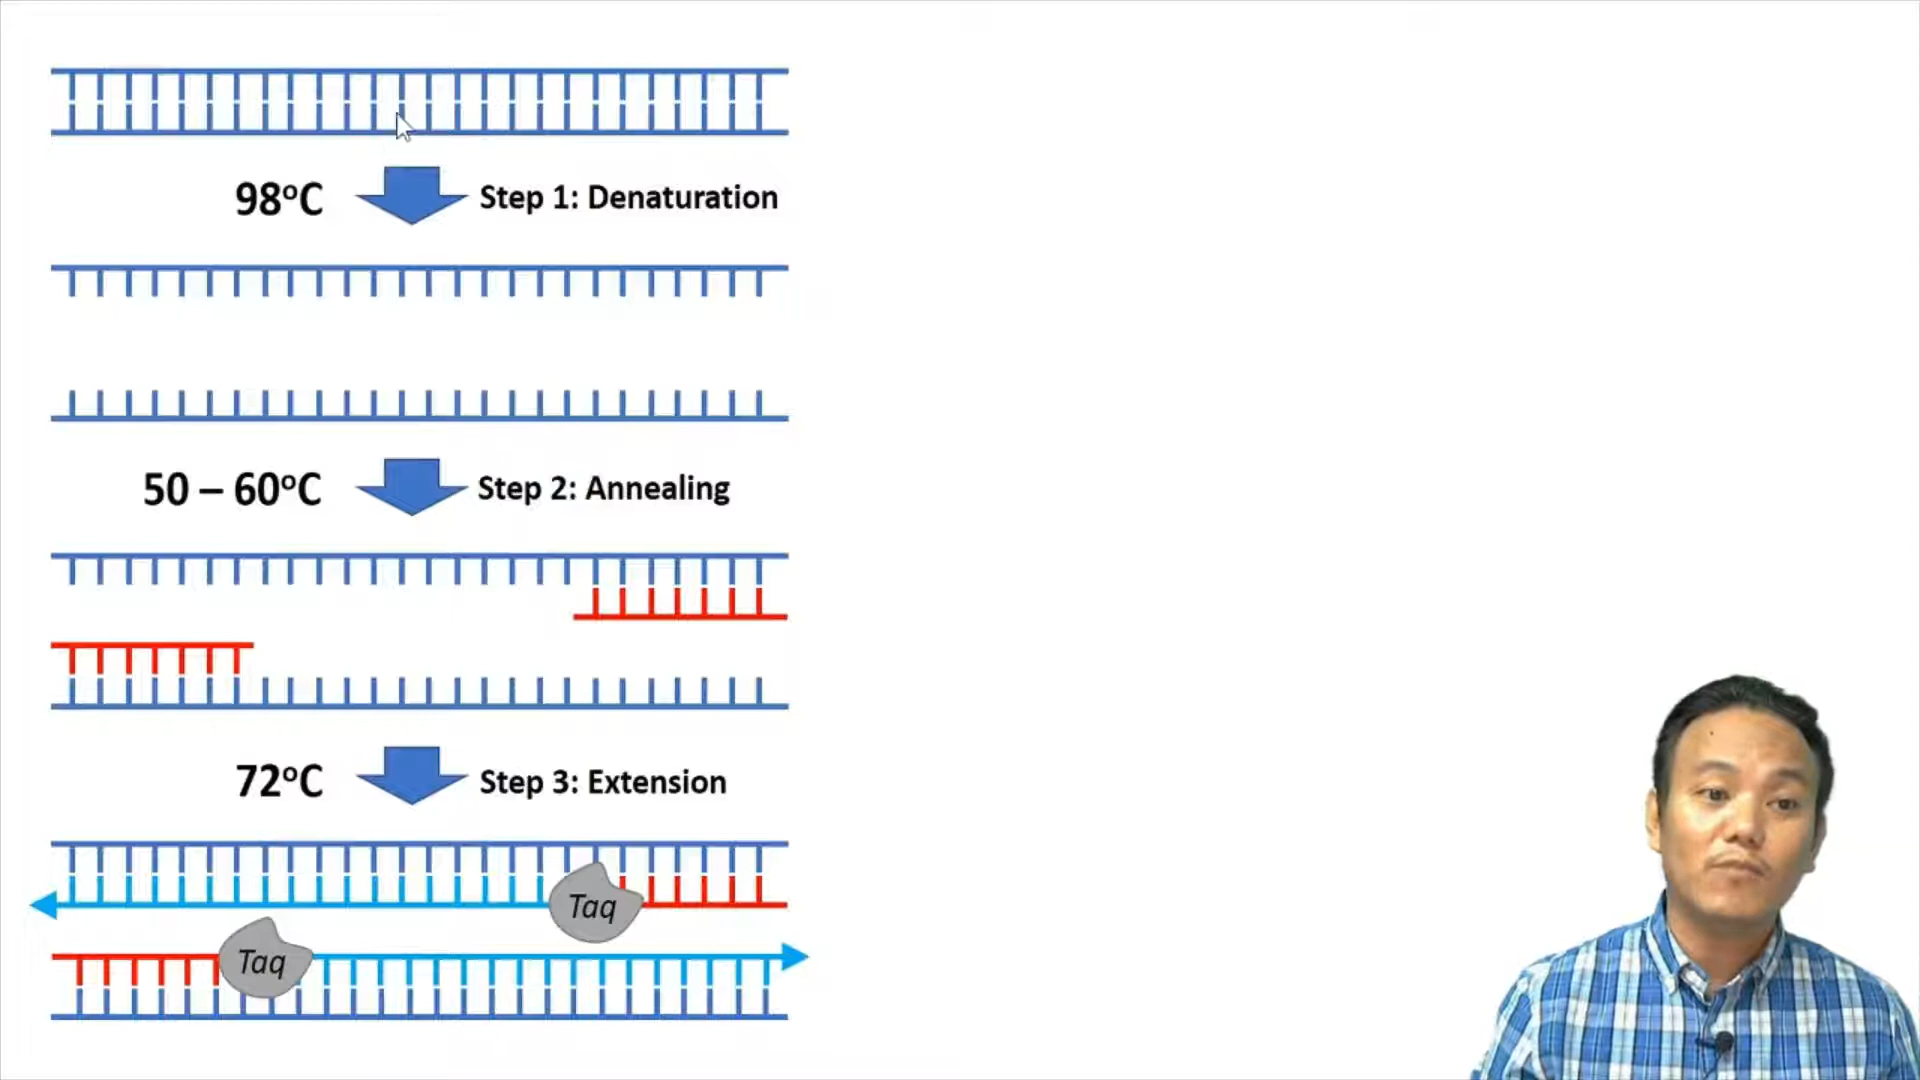 98°C Step 1: Denaturation
50 – 60°C Step 2: Annealing
72°C Step 3: Extension
Taq
Taq